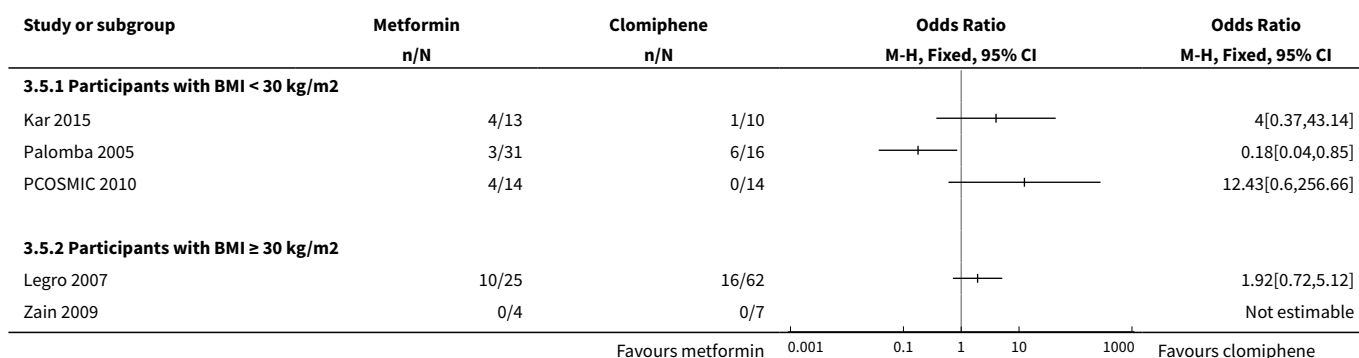 Study or subgroup Metformin Clomiphene Odds Ratio Odds Ratio
n/N n/N M-H, Fixed, 95% CI M-H, Fixed, 95% CI
3.5.1 Participants with BMI < 30 kg/m2
Kar 2015 4/13 1/10 4[0.37,43.14]
Palomba 2005 3/31 6/16 0.18[0.04,0.85]
PCOSMIC 2010 4/14 0/14 12.43[0.6,256.66]
3.5.2 Participants with BMI ≥ 30 kg/m2
Legro 2007 10/25 16/62 1.92[0.72,5.12]
Zain 2009 0/4 0/7 Not estimable
Favours metformin 0.001 0.1 1 10 1000 Favours clomiphene